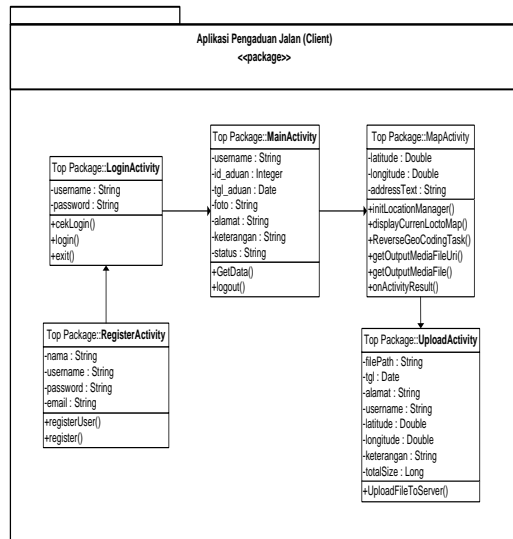 Aplikasi Pengaduan Jalan (Client)
<<package>>
Top Package::LoginActivity
-username : String
-password : String
+cekLogin()
+login()
+exit()
Top Package::MainActivity
-username : String
-id_aduan : Integer
-tgl_aduan : Date
-foto : String
-alamat : String
-keterangan : String
-status : String
+GetData()
+logout()
Top Package::MapActivity
-latitude : Double
-longitude : Double
-addressText : String
+initLocationManager()
+displayCurrenLoctoMap()
+ReverseGeoCodingTask()
+getOutputMediaFileUri()
+getOutputMediaFile()
+onActivityResult()
Top Package::RegisterActivity
-nama : String
-username : String
-password : String
-email : String
+registerUser()
+register()
Top Package::UploadActivity
-filePath : String
-tgl : Date
-alamat : String
-username : String
-latitude : Double
-longitude : Double
-keterangan : String
-totalSize : Long
+UploadFileToServer()